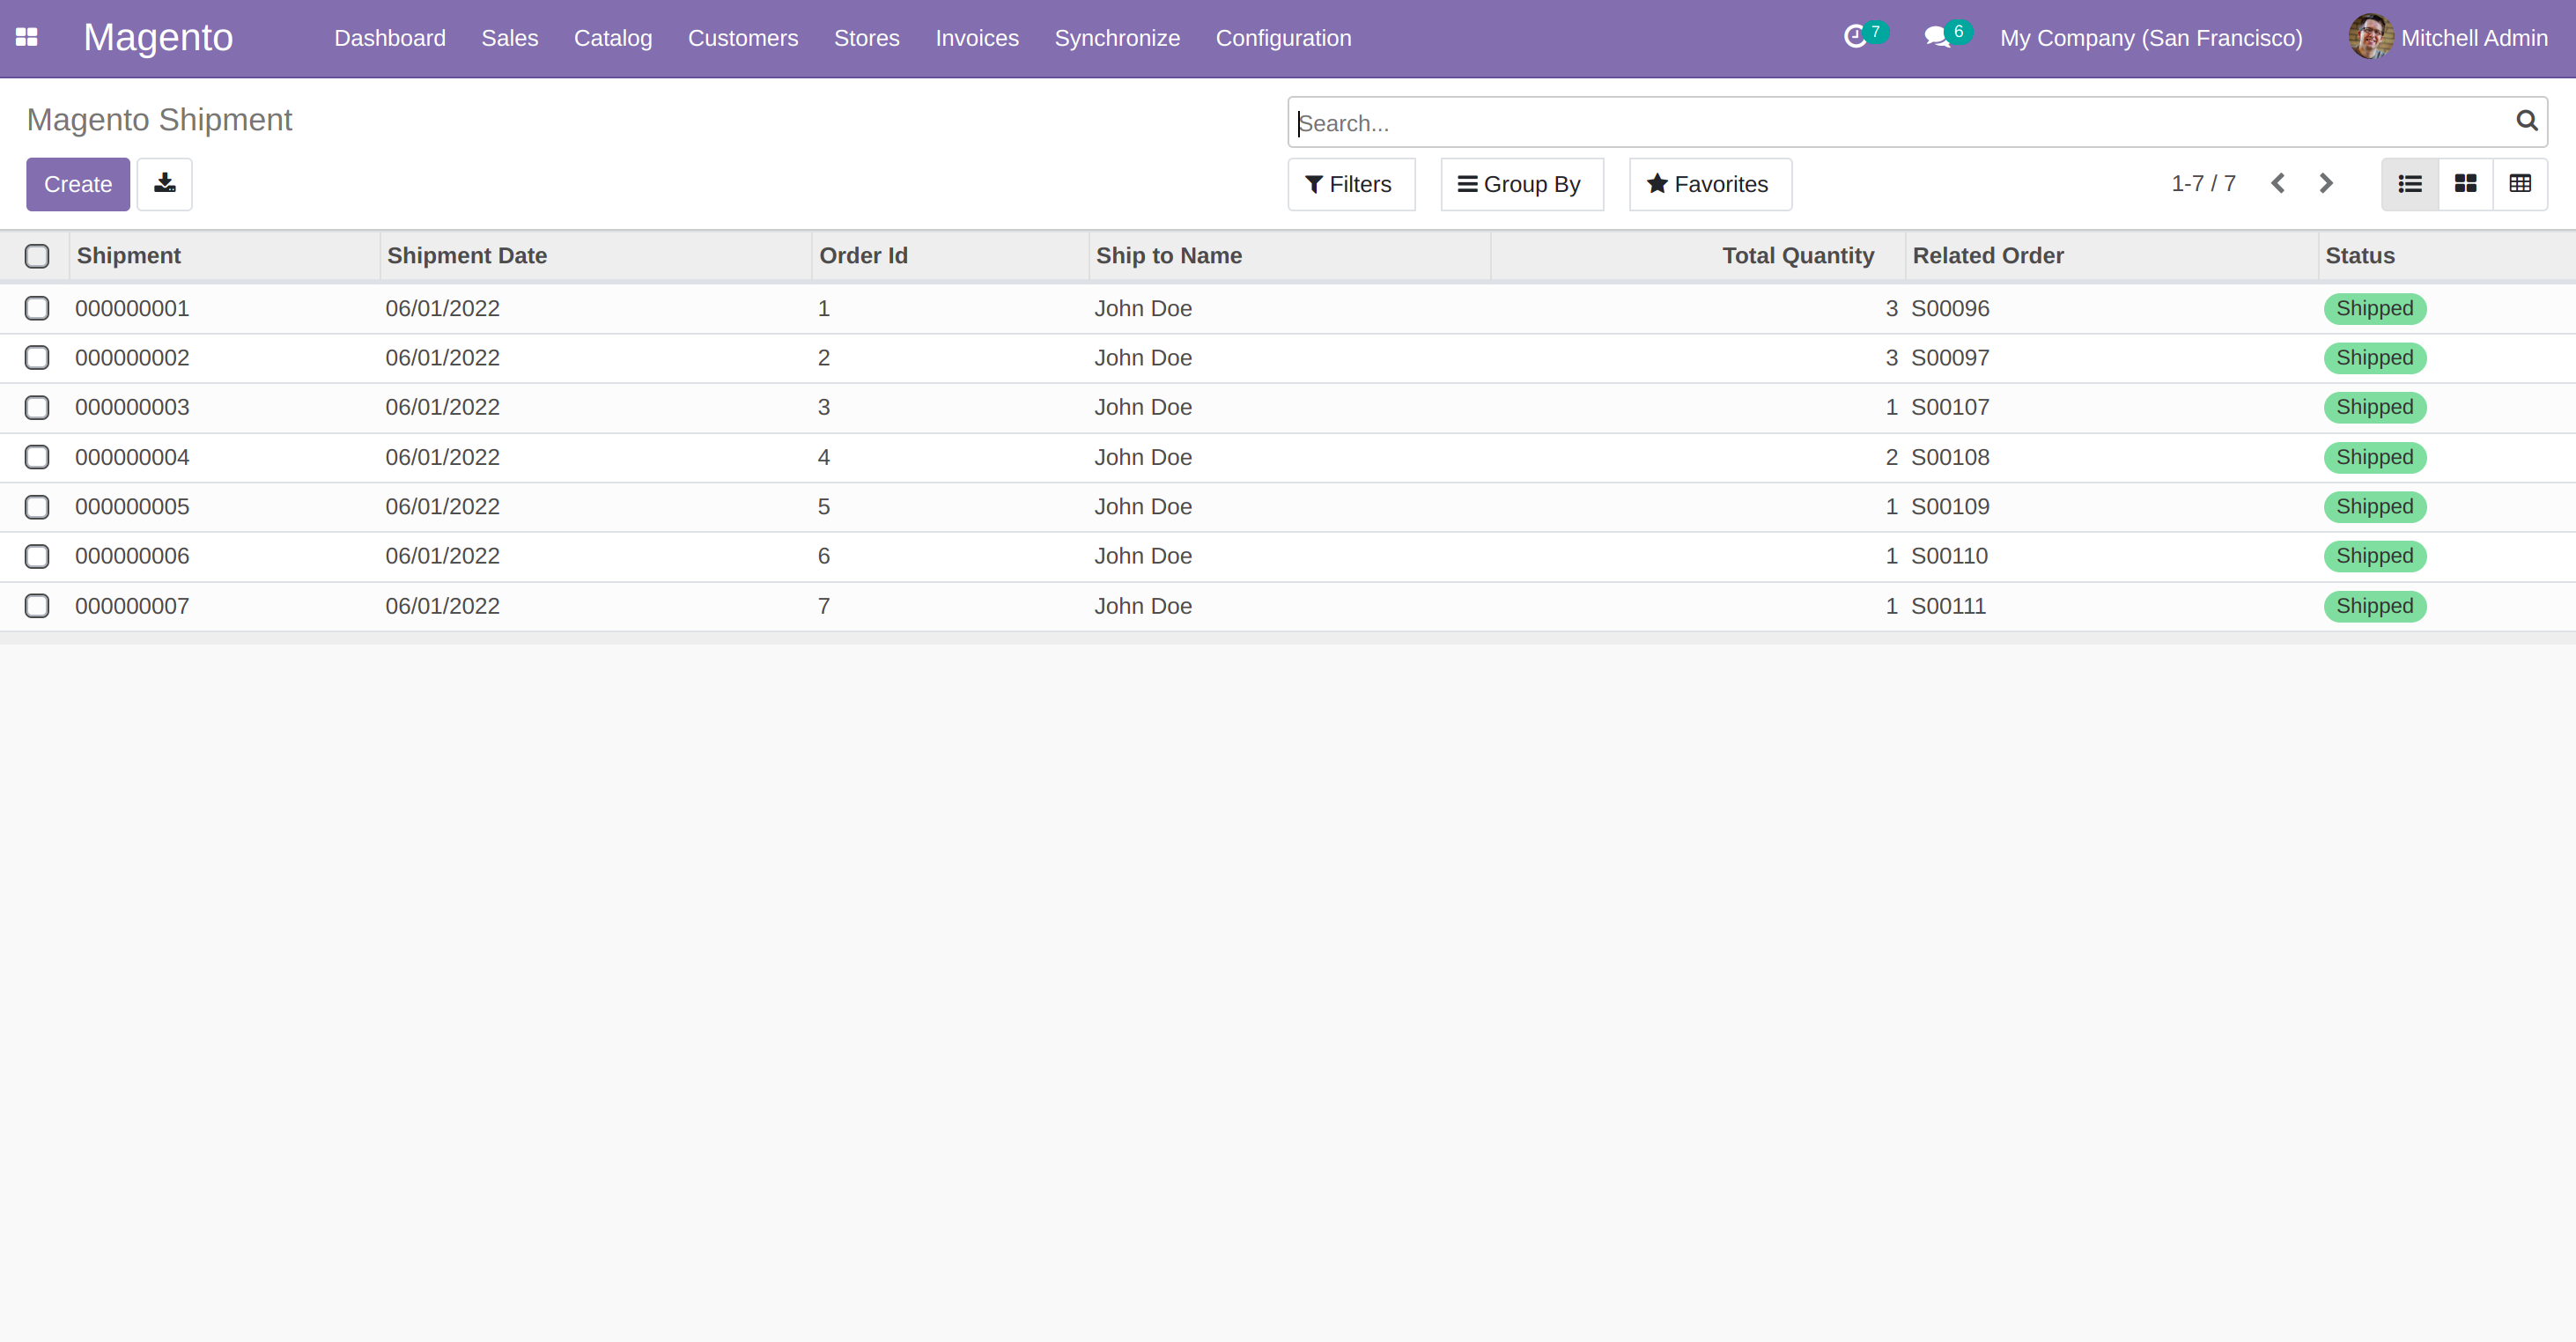 Magento Dashboard Sales Catalog Customers Stores Invoices Synchronize Configuration 7 6 My Company (San Francisco) Mitchell Admin
Magento Shipment
Search...
Create Filters Group By Favorites 1-7 / 7
Shipment Shipment Date Order Id Ship to Name Total Quantity Related Order Status
000000001 06/01/2022 1 John Doe 3 S00096 Shipped
000000002 06/01/2022 2 John Doe 3 S00097 Shipped
000000003 06/01/2022 3 John Doe 1 S00107 Shipped
000000004 06/01/2022 4 John Doe 2 S00108 Shipped
000000005 06/01/2022 5 John Doe 1 S00109 Shipped
000000006 06/01/2022 6 John Doe 1 S00110 Shipped
000000007 06/01/2022 7 John Doe 1 S00111 Shipped